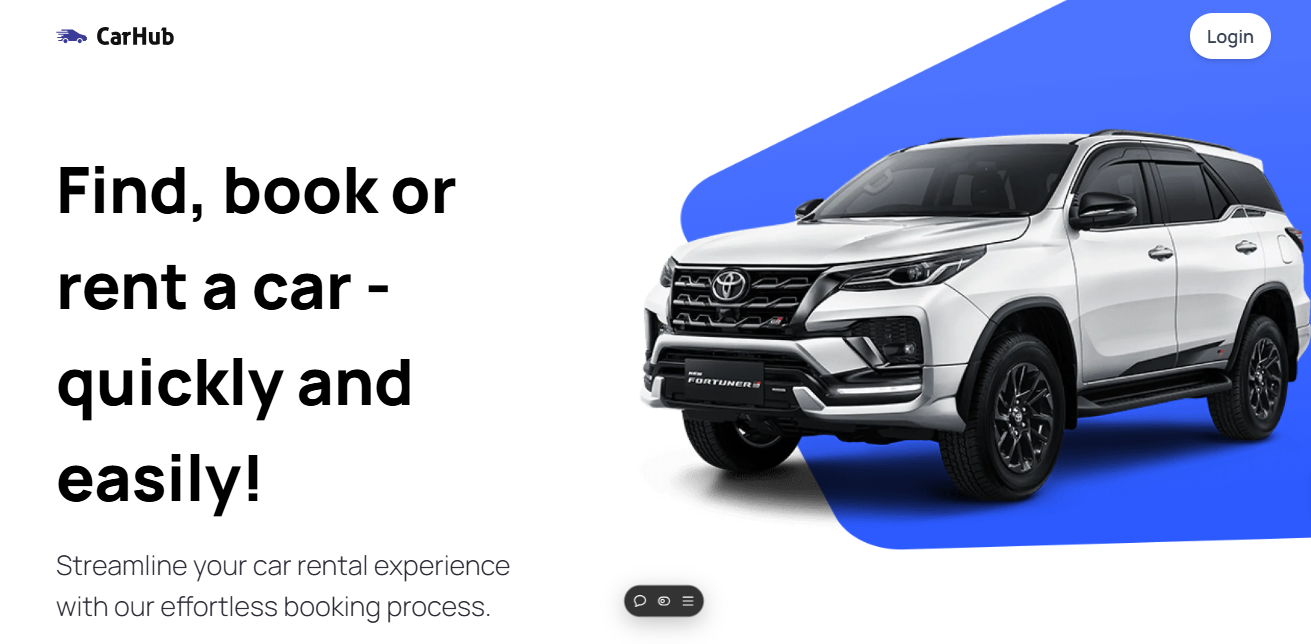 CarHub
Login
Find, book or
rent a car -
quickly and
easily!
Streamline your car rental experience
with our effortless booking process.
NEW
FORTUNER